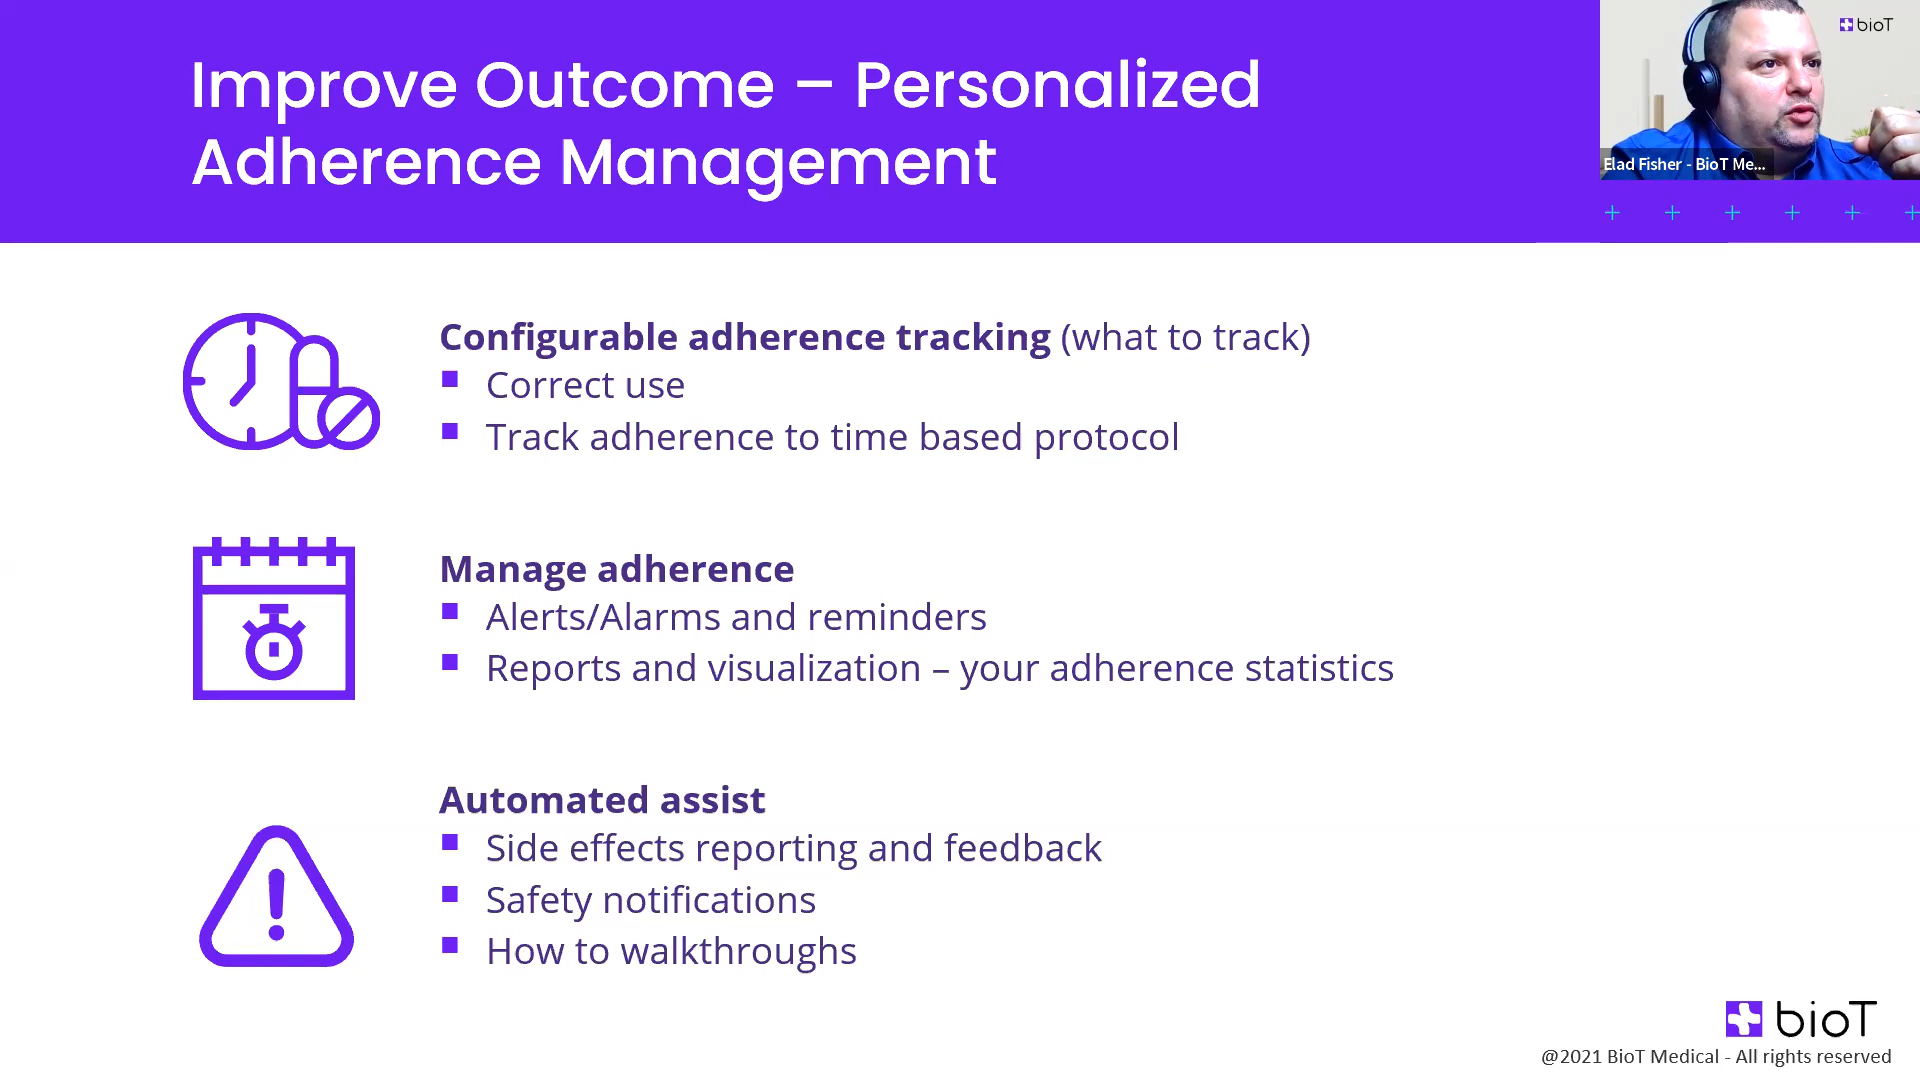 Improve Outcome – Personalized
Adherence Management
bioT
Elad Fisher - BioT Me...
Configurable adherence tracking (what to track)
Correct use
Track adherence to time based protocol
Manage adherence
Alerts/Alarms and reminders
Reports and visualization – your adherence statistics
Automated assist
Side effects reporting and feedback
Safety notifications
How to walkthroughs
bioT
@2021 BioT Medical - All rights reserved